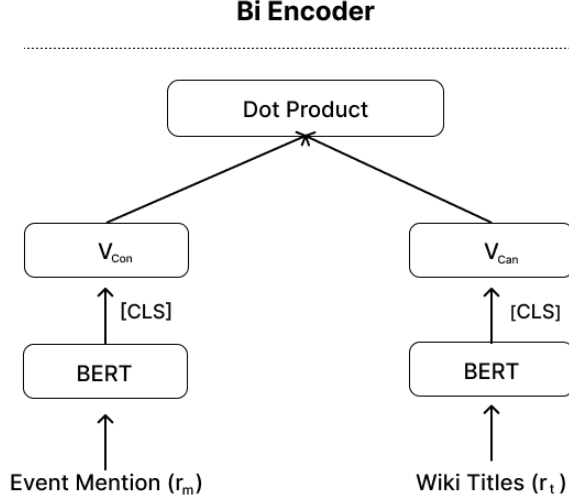 Bi Encoder
Dot Product
V_Con V_Can
[CLS] [CLS]
BERT BERT
Event Mention (r_m) Wiki Titles (r_t)